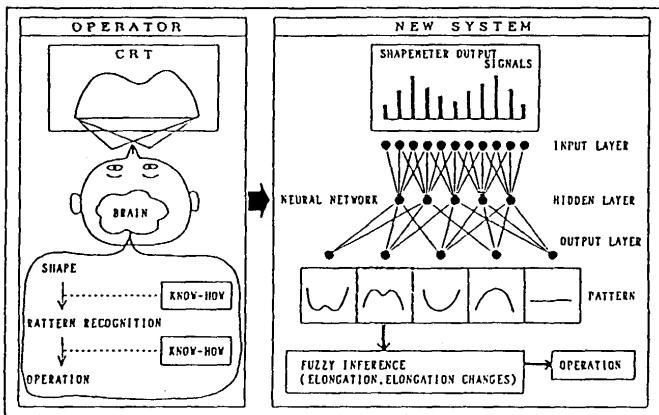 OPERATOR
CRT
BRAIN
SHAPE
KNOW-HOW
RATTERN RECOGNITION
KNOW-HOW
OPERATION
NEW SYSTEM
SHAPEMETER OUTPUT
SIGNALS
INPUT LAYER
NEURAL NETWORK
HIDDEN LAYER
OUTPUT LAYER
PATTERN
FUZZY INFERENCE
(ELONGATION, ELONGATION CHANGES)
OPERATION